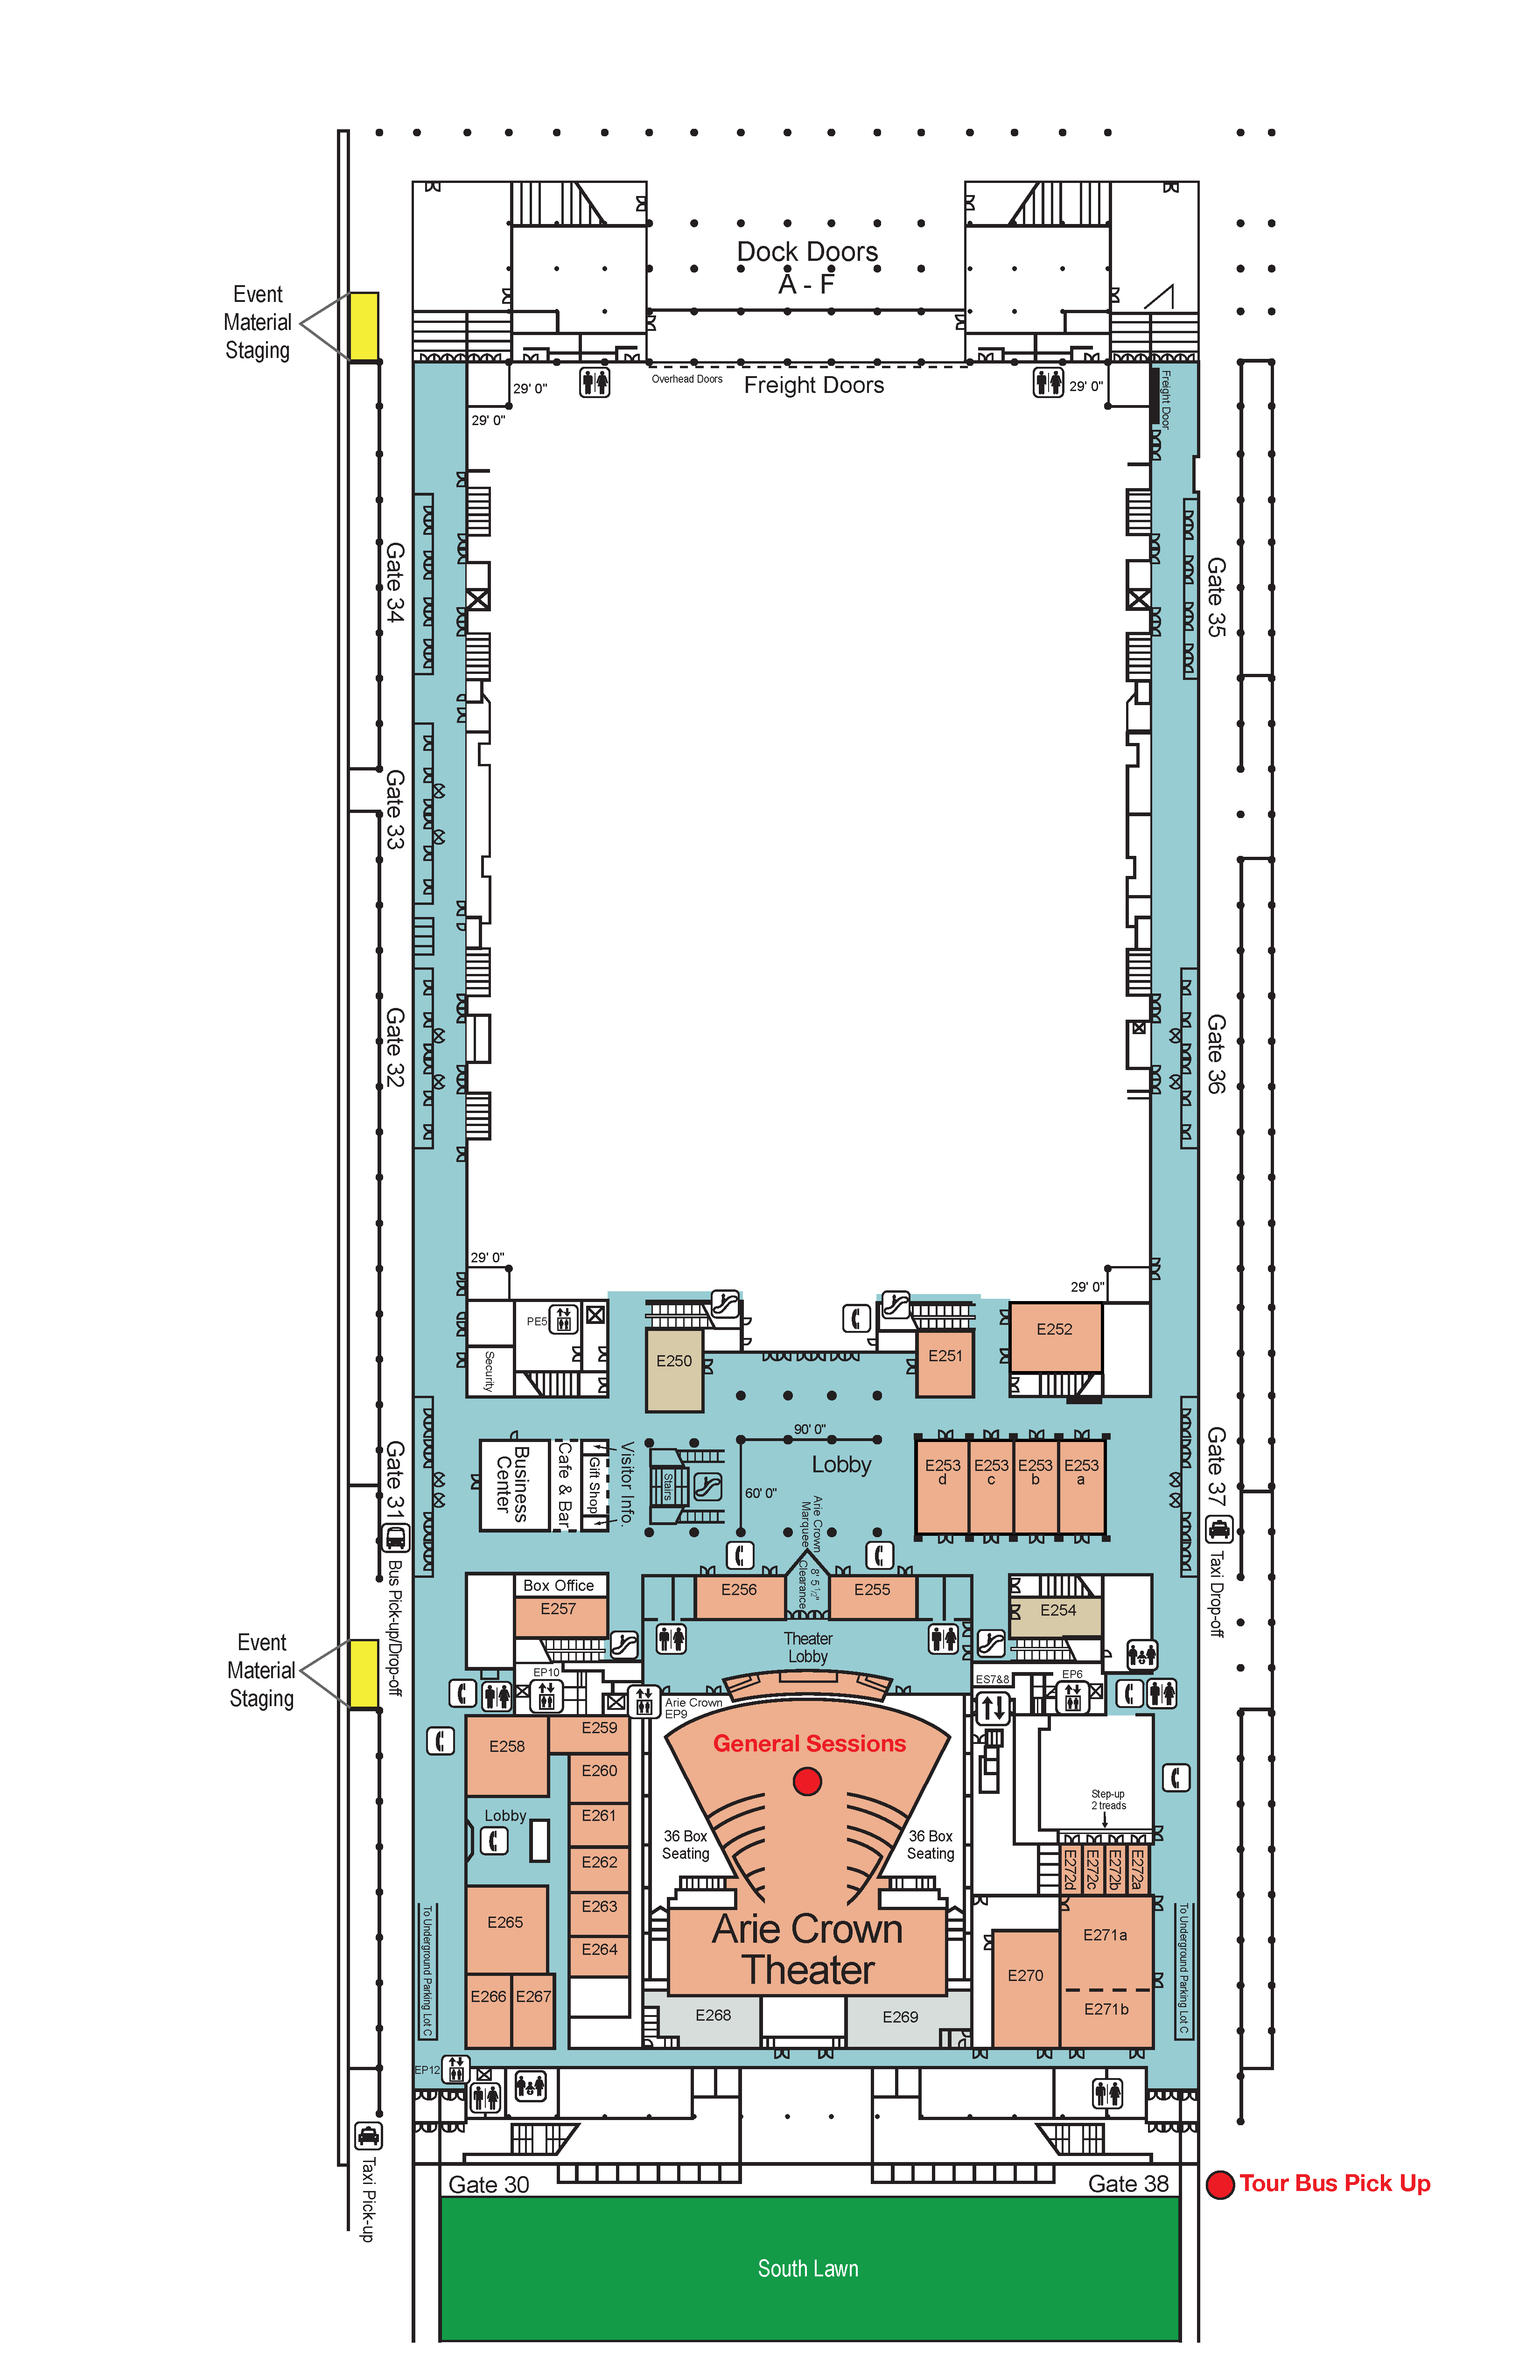 Dock Doors
A - F
Event
Material
Staging
Overhead Doors
Freight Doors
29' 0"
29' 0"
29' 0"
Freight Door
Gate 34
Gate 35
Gate 33
Gate 32
Gate 36
29' 0"
29' 0"
PE5
Security
E250
E251
E252
90' 0"
Lobby
60' 0"
Business
Center
Cafe & Bar
Gift Shop
Visitor Info.
Stairs
Arie Crown
Marquee
8' 5 1/2"
Clearance
E253
d
E253
c
E253
b
E253
a
Gate 31
Bus Pick-up/Drop-off
Gate 37
Taxi Drop-off
Box Office
E257
E256
E255
E254
Theater
Lobby
Event
Material
Staging
EP10
Arie Crown
EP9
ES7&8
EP6
General Sessions
E258
E259
E260
E261
E262
E263
E264
Lobby
E265
E266
E267
36 Box
Seating
36 Box
Seating
Arie Crown
Theater
E268
E269
Step-up
2 treads
E272d
E272c
E272b
E272a
E271a
E271b
E270
To Underground Parking Lot C
To Underground Parking Lot C
EP12
Taxi Pick-up
Gate 30
Gate 38
Tour Bus Pick Up
South Lawn